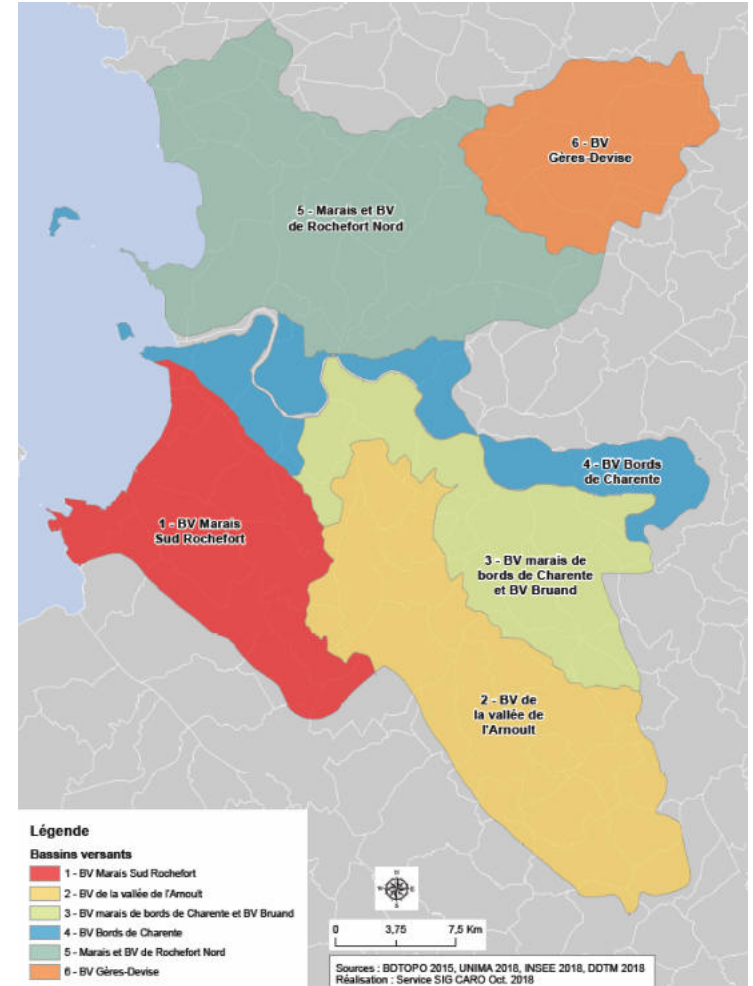 6 - BV
Gères-Devise
5 - Marais et BV
de Rochefort Nord
4 - BV Bords
de Charente
1 - BV Marais
Sud Rochefort
3 - BV marais de
bords de Charente
et BV Bruand
2 - BV de
la vallée de
l'Arnoult
Légende
Bassins versants
1 - BV Marais Sud Rochefort
2 - BV de la vallée de l'Arnoult
3 - BV marais de bords de Charente et BV Bruand
4 - BV Bords de Charente
5 - Marais et BV de Rochefort Nord
6 - BV Gères-Devise
N
W E
S
0 3,75 7,5 Km
Sources : BDTOPO 2015, UNIMA 2018, INSEE 2018, DDTM 2018
Réalisation : Service SIG CARO Oct. 2018